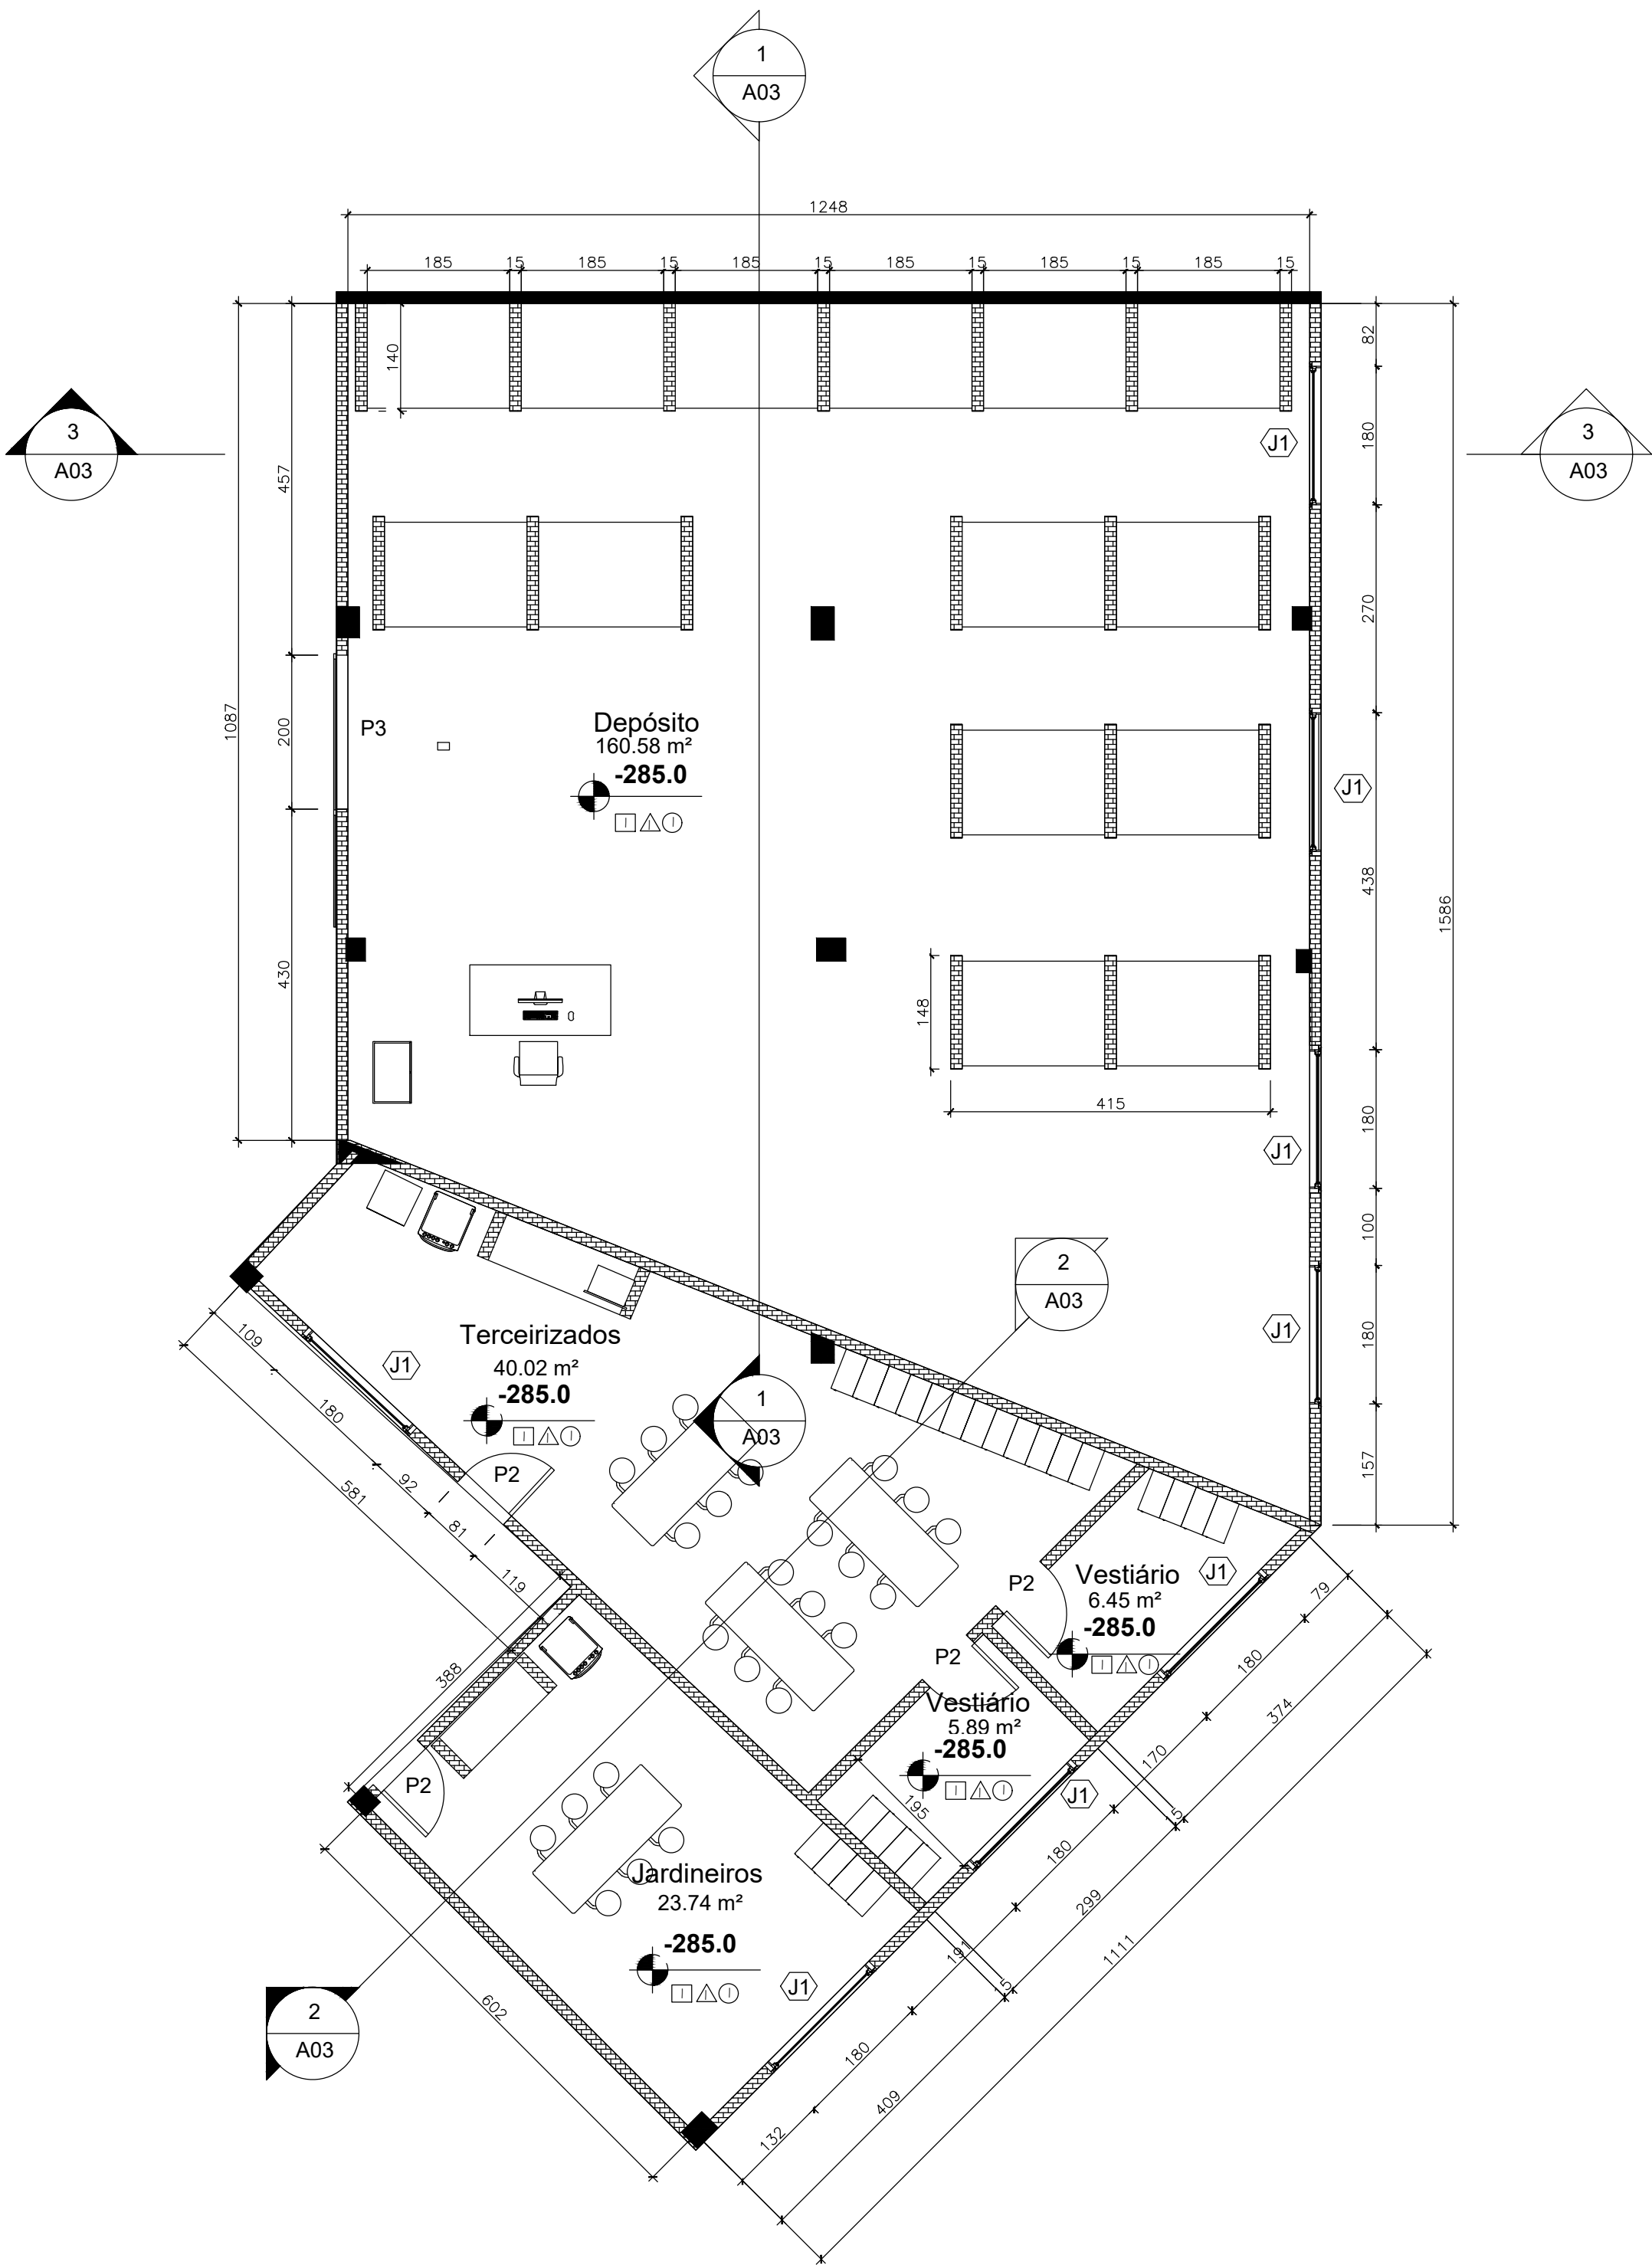 1
A03
1248
185
15
185
15
185
15
185
15
185
15
185
15
140
82
3
A03
J1
180
3
A03
457
270
1087
200
P3
Depósito
160.58 m²
-285.0
J1
438
1586
430
148
415
180
J1
100
2
A03
J1
180
109
Terceirizados
40.02 m²
-285.0
J1
180
1
A03
157
P2
92
581
81
119
P2
Vestiário
6.45 m²
-285.0
J1
79
388
P2
180
374
Vestiário
5.89 m²
-285.0
170
P2
195
J1
15
180
Jardineiros
23.74 m²
-285.0
299
191
1111
J1
15
602
2
A03
180
409
132